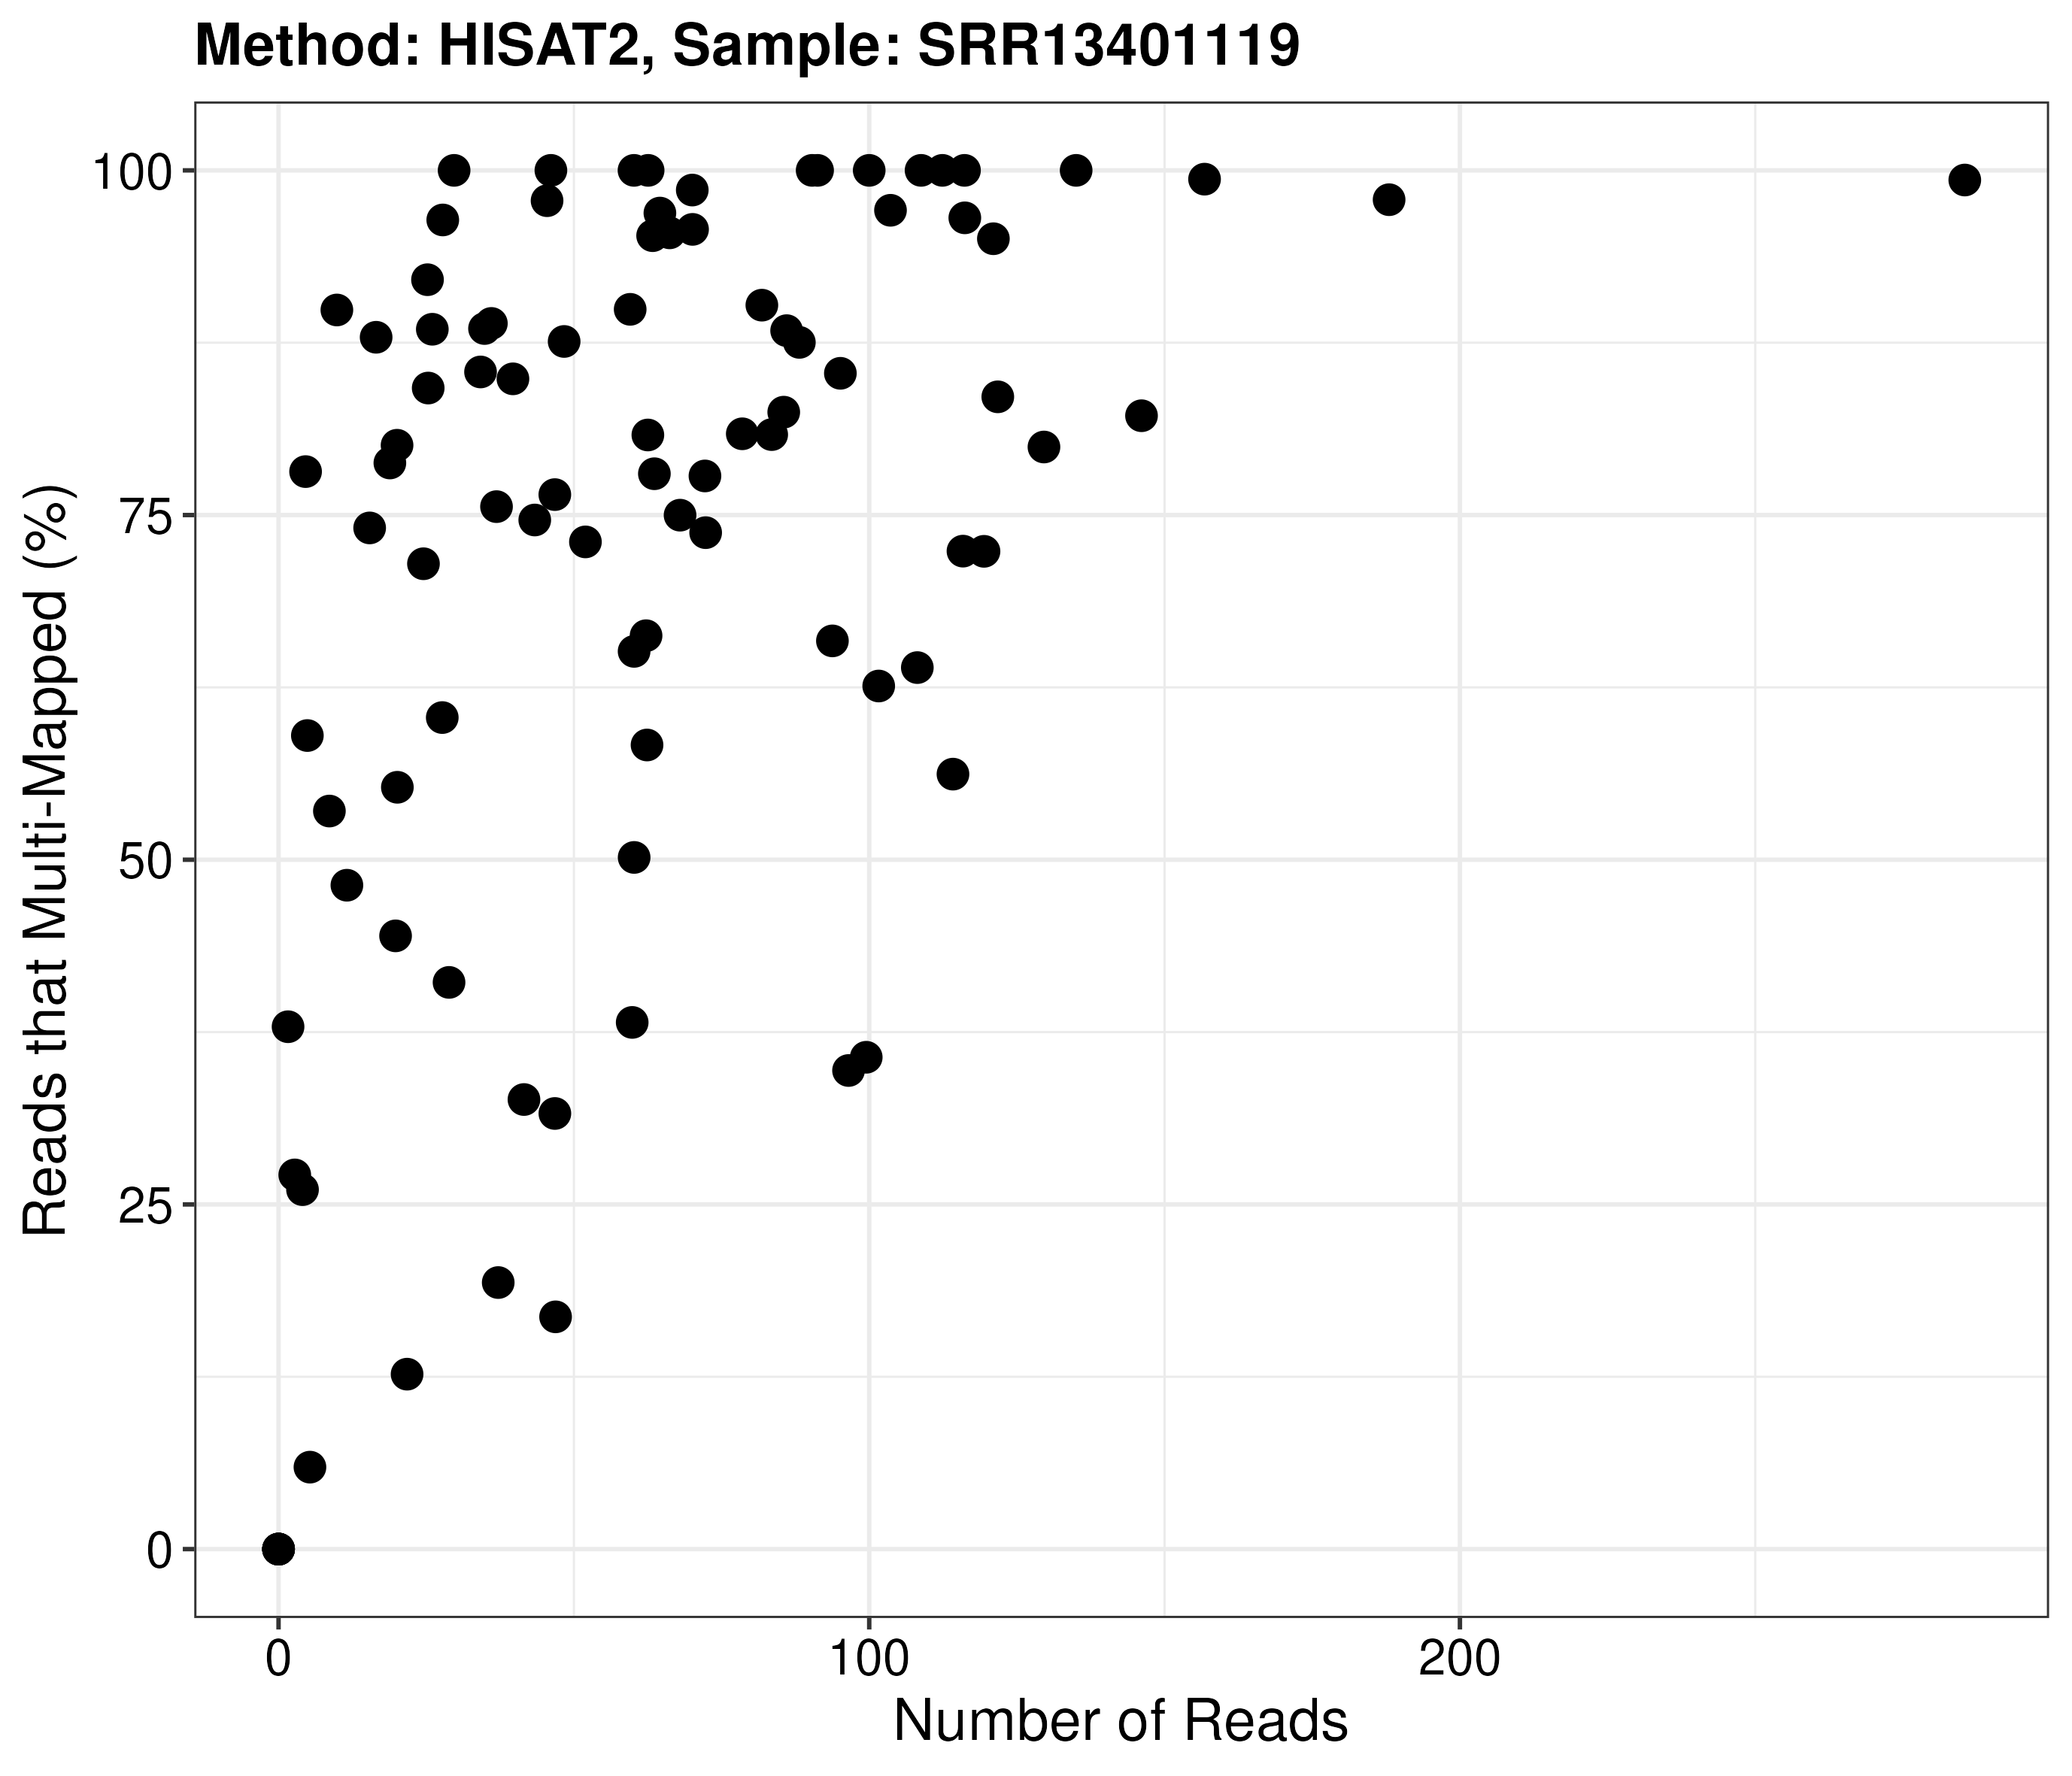 Method: HISAT2, Sample: SRR13401119
Reads that Multi-Mapped (%)
100
75
50
25
0
0 100 200
Number of Reads